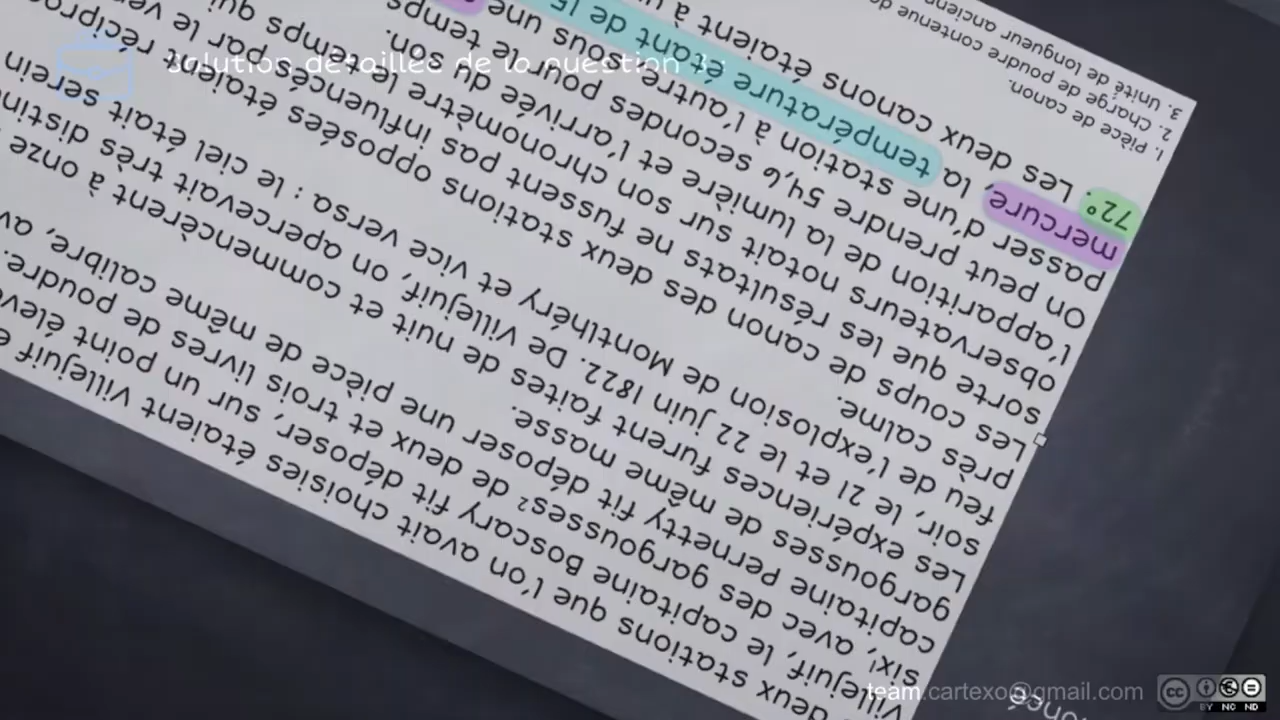 Solution détaillée de la question 3 :
deux stations que l'on avait choisies étaient Villejuif
Villejuif, le capitaine Boscary fit déposer, sur un point
six¹, avec des gargousses² de deux et trois livres de poudre.
capitaine Pernetty fit déposer une pièce de même calibre,
gargousses de même masse.
Les expériences furent faites de nuit et commencèrent à onze
soir, le 21 et le 22 juin 1822. De Villejuif, on apercevait très distin
feu de l'explosion de Montlhéry et vice versa : le ciel était serein
près calme.
Les coups de canon des deux stations opposées étaient récipro
sorte que les résultats ne fussent pas influencés par le
observateurs notait sur son chronomètre le temps qui
l'apparition de la lumière et l'arrivée du son.
On peut prendre 54,6 secondes pour le temps
passer d'une station à l'autre, sous une
mercure, la température étant de 15
72°. Les deux canons étaient à
1. Pièce de canon.
2. Charge de poudre contenue
3. Unité de longueur ancien
noncé
team.cartexo@gmail.com
cc BY NC ND